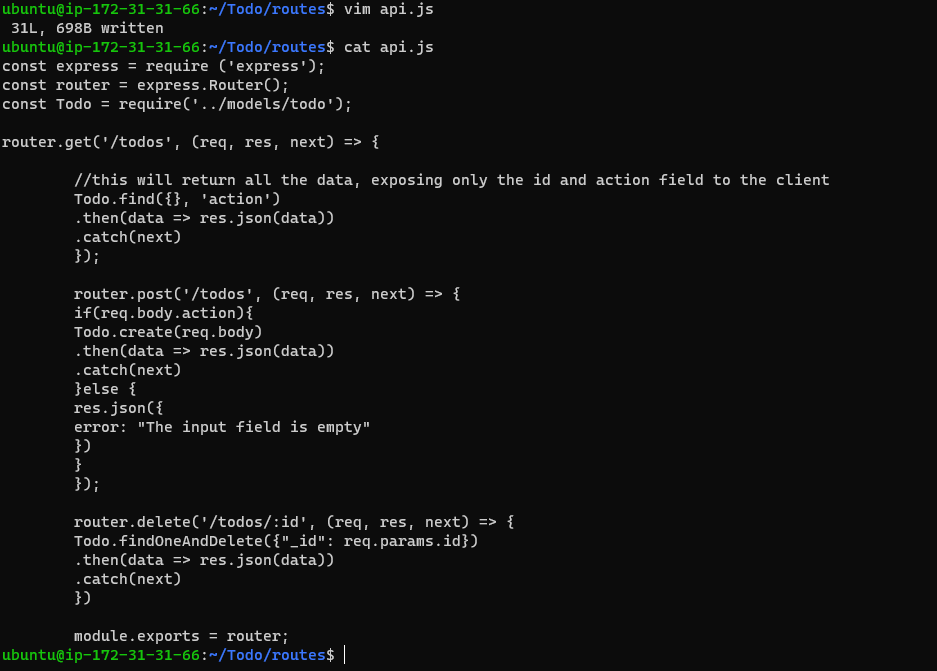 ubuntu@ip-172-31-31-66:~/Todo/routes$ vim api.js
 31L, 698B written
ubuntu@ip-172-31-31-66:~/Todo/routes$ cat api.js
const express = require ('express');
const router = express.Router();
const Todo = require('../models/todo');

router.get('/todos', (req, res, next) => {

        //this will return all the data, exposing only the id and action field to the client
        Todo.find({}, 'action')
        .then(data => res.json(data))
        .catch(next)
        });

        router.post('/todos', (req, res, next) => {
        if(req.body.action){
        Todo.create(req.body)
        .then(data => res.json(data))
        .catch(next)
        }else {
        res.json({
        error: "The input field is empty"
        })
        }
        });

        router.delete('/todos/:id', (req, res, next) => {
        Todo.findOneAndDelete({"_id": req.params.id})
        .then(data => res.json(data))
        .catch(next)
        })

        module.exports = router;
ubuntu@ip-172-31-31-66:~/Todo/routes$